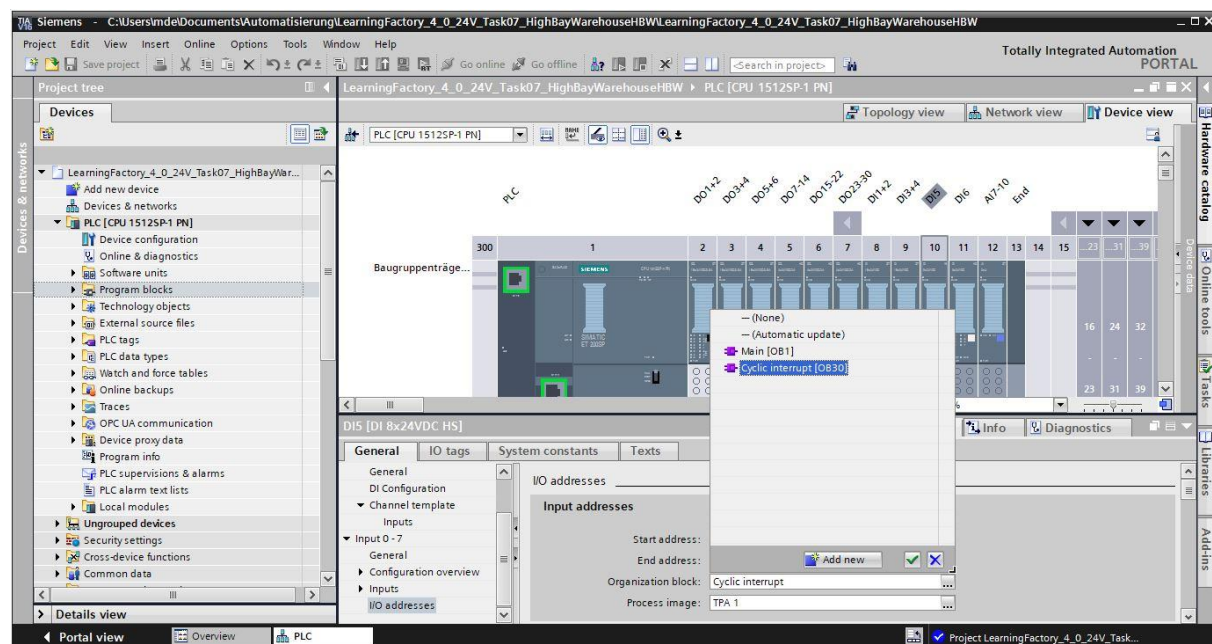 Siemens - C:\Users\mde\Documents\Automatisierung\LearningFactory_4_0_24V_Task07_HighBayWarehouseHBW\LearningFactory_4_0_24V_Task07_HighBayWarehouseHBW
Project Edit View Insert Online Options Tools Window Help
Totally Integrated Automation
PORTAL
Save project Go online Go offline <Search in project>
Project tree
LearningFactory_4_0_24V_Task07_HighBayWarehouseHBW PLC [CPU 1512SP-1 PN]
Devices
Topology view Network view Device view
PLC [CPU 1512SP-1 PN]
Devices & networks
LearningFactory_4_0_24V_Task07_HighBayWar...
Add new device
Devices & networks
PLC [CPU 1512SP-1 PN]
Device configuration
Online & diagnostics
Software units
Program blocks
Technology objects
External source files
PLC tags
PLC data types
Watch and force tables
Online backups
Traces
OPC UA communication
Device proxy data
Program info
PLC supervisions & alarms
PLC alarm text lists
Local modules
Ungrouped devices
Security settings
Cross-device functions
Common data
Details view
PLC DO1+2 DO3+4 DO5+6 DO7-14 DO15-22 DO23-30 DI1+2 DI3+4 DI5 DI6 AI7-10 End
300 1 2 3 4 5 6 7 8 9 10 11 12 13 14 15 ...23 ...31 ...39
Baugruppenträge...
SIEMENS
SIMATIC
ET 200SP
16 24 32
23 31 39
Device data
— (None)
— (Automatic update)
Main [OB1]
Cyclic interrupt [OB30]
Add new
DI5 [DI 8x24VDC HS]
Info Diagnostics
General IO tags System constants Texts
General
DI Configuration
Channel template
Inputs
Input 0 - 7
General
Configuration overview
Inputs
I/O addresses
I/O addresses
Input addresses
Start address:
End address:
Organization block: Cyclic interrupt
Process image: TPA 1
Hardware catalog
Online tools
Tasks
Libraries
Add-ins
Portal view Overview PLC
Project LearningFactory_4_0_24V_Task...